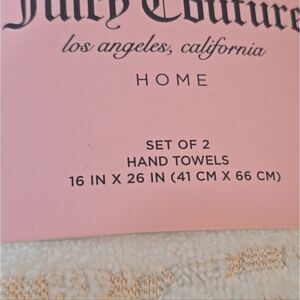 Juicy Couture
los angeles, california
HOME
SET OF 2
HAND TOWELS
16 IN X 26 IN (41 CM X 66 CM)